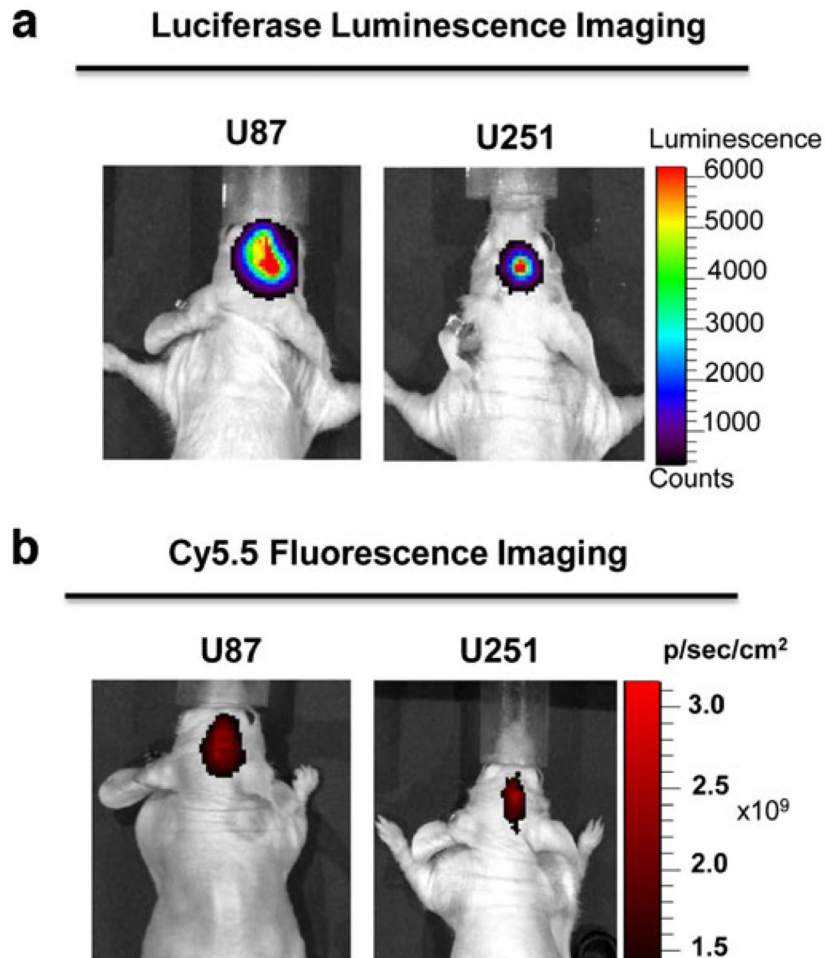 a
Luciferase Luminescence Imaging
U87
U251
Luminescence
6000
5000
4000
3000
2000
1000
Counts
b
Cy5.5 Fluorescence Imaging
U87
U251
p/sec/cm²
3.0
2.5
x10⁹
2.0
1.5